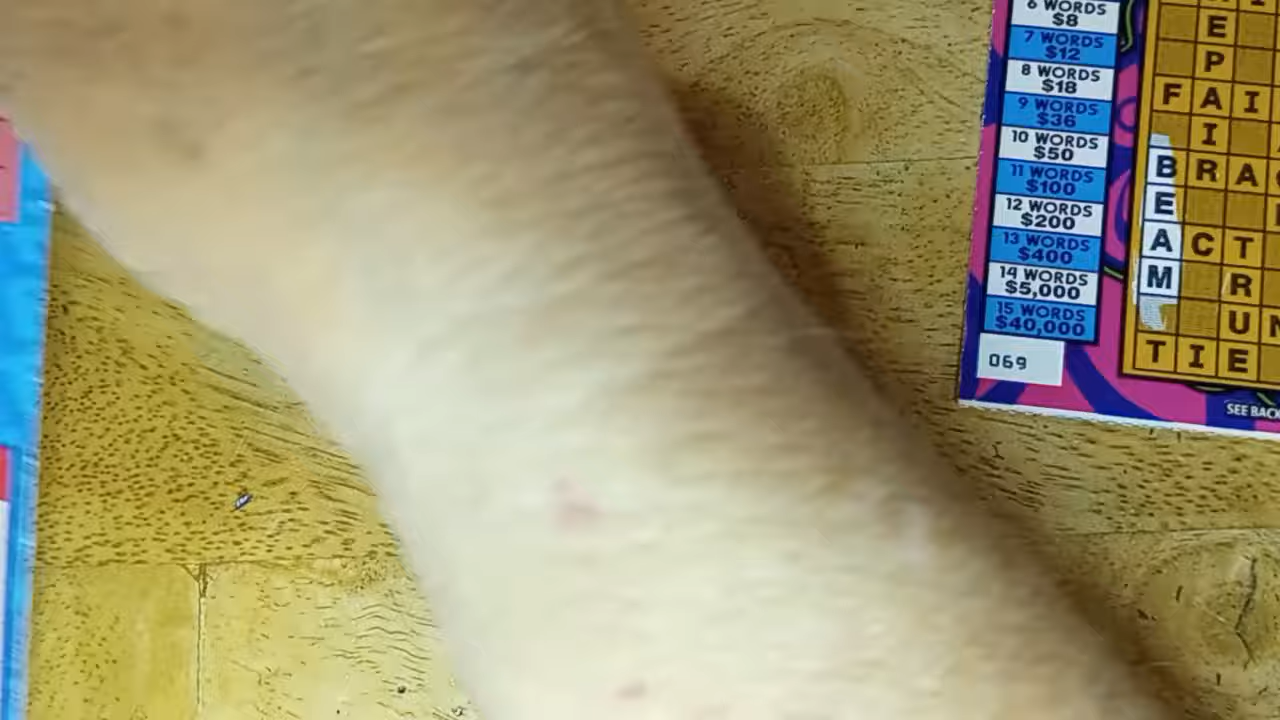 6 WORDS
$8
7 WORDS
$12
8 WORDS
$18
9 WORDS
$36
10 WORDS
$50
11 WORDS
$100
12 WORDS
$200
13 WORDS
$400
14 WORDS
$5,000
15 WORDS
$40,000
069
E
P
F A I
I
B R A
E
A C T
M R
U N
T I E
SEE BACK